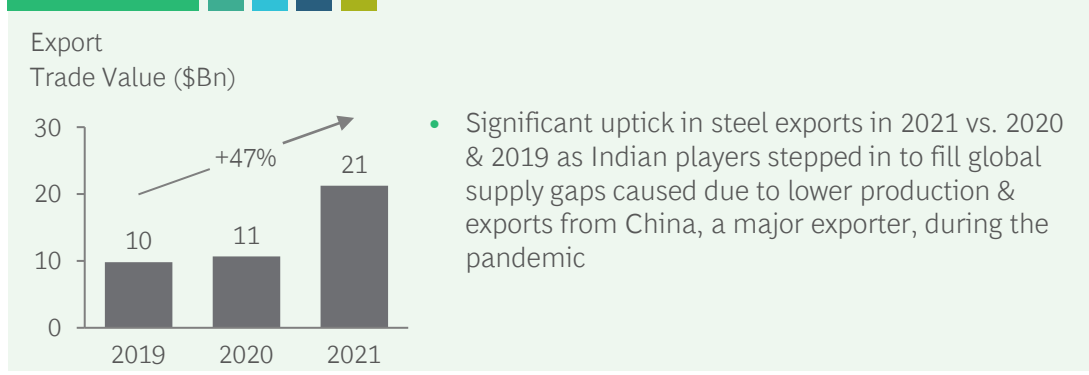 Export
Trade Value ($Bn)
30
20
10
0
+47%
10
11
21
2019
2020
2021
• Significant uptick in steel exports in 2021 vs. 2020
& 2019 as Indian players stepped in to fill global
supply gaps caused due to lower production &
exports from China, a major exporter, during the
pandemic